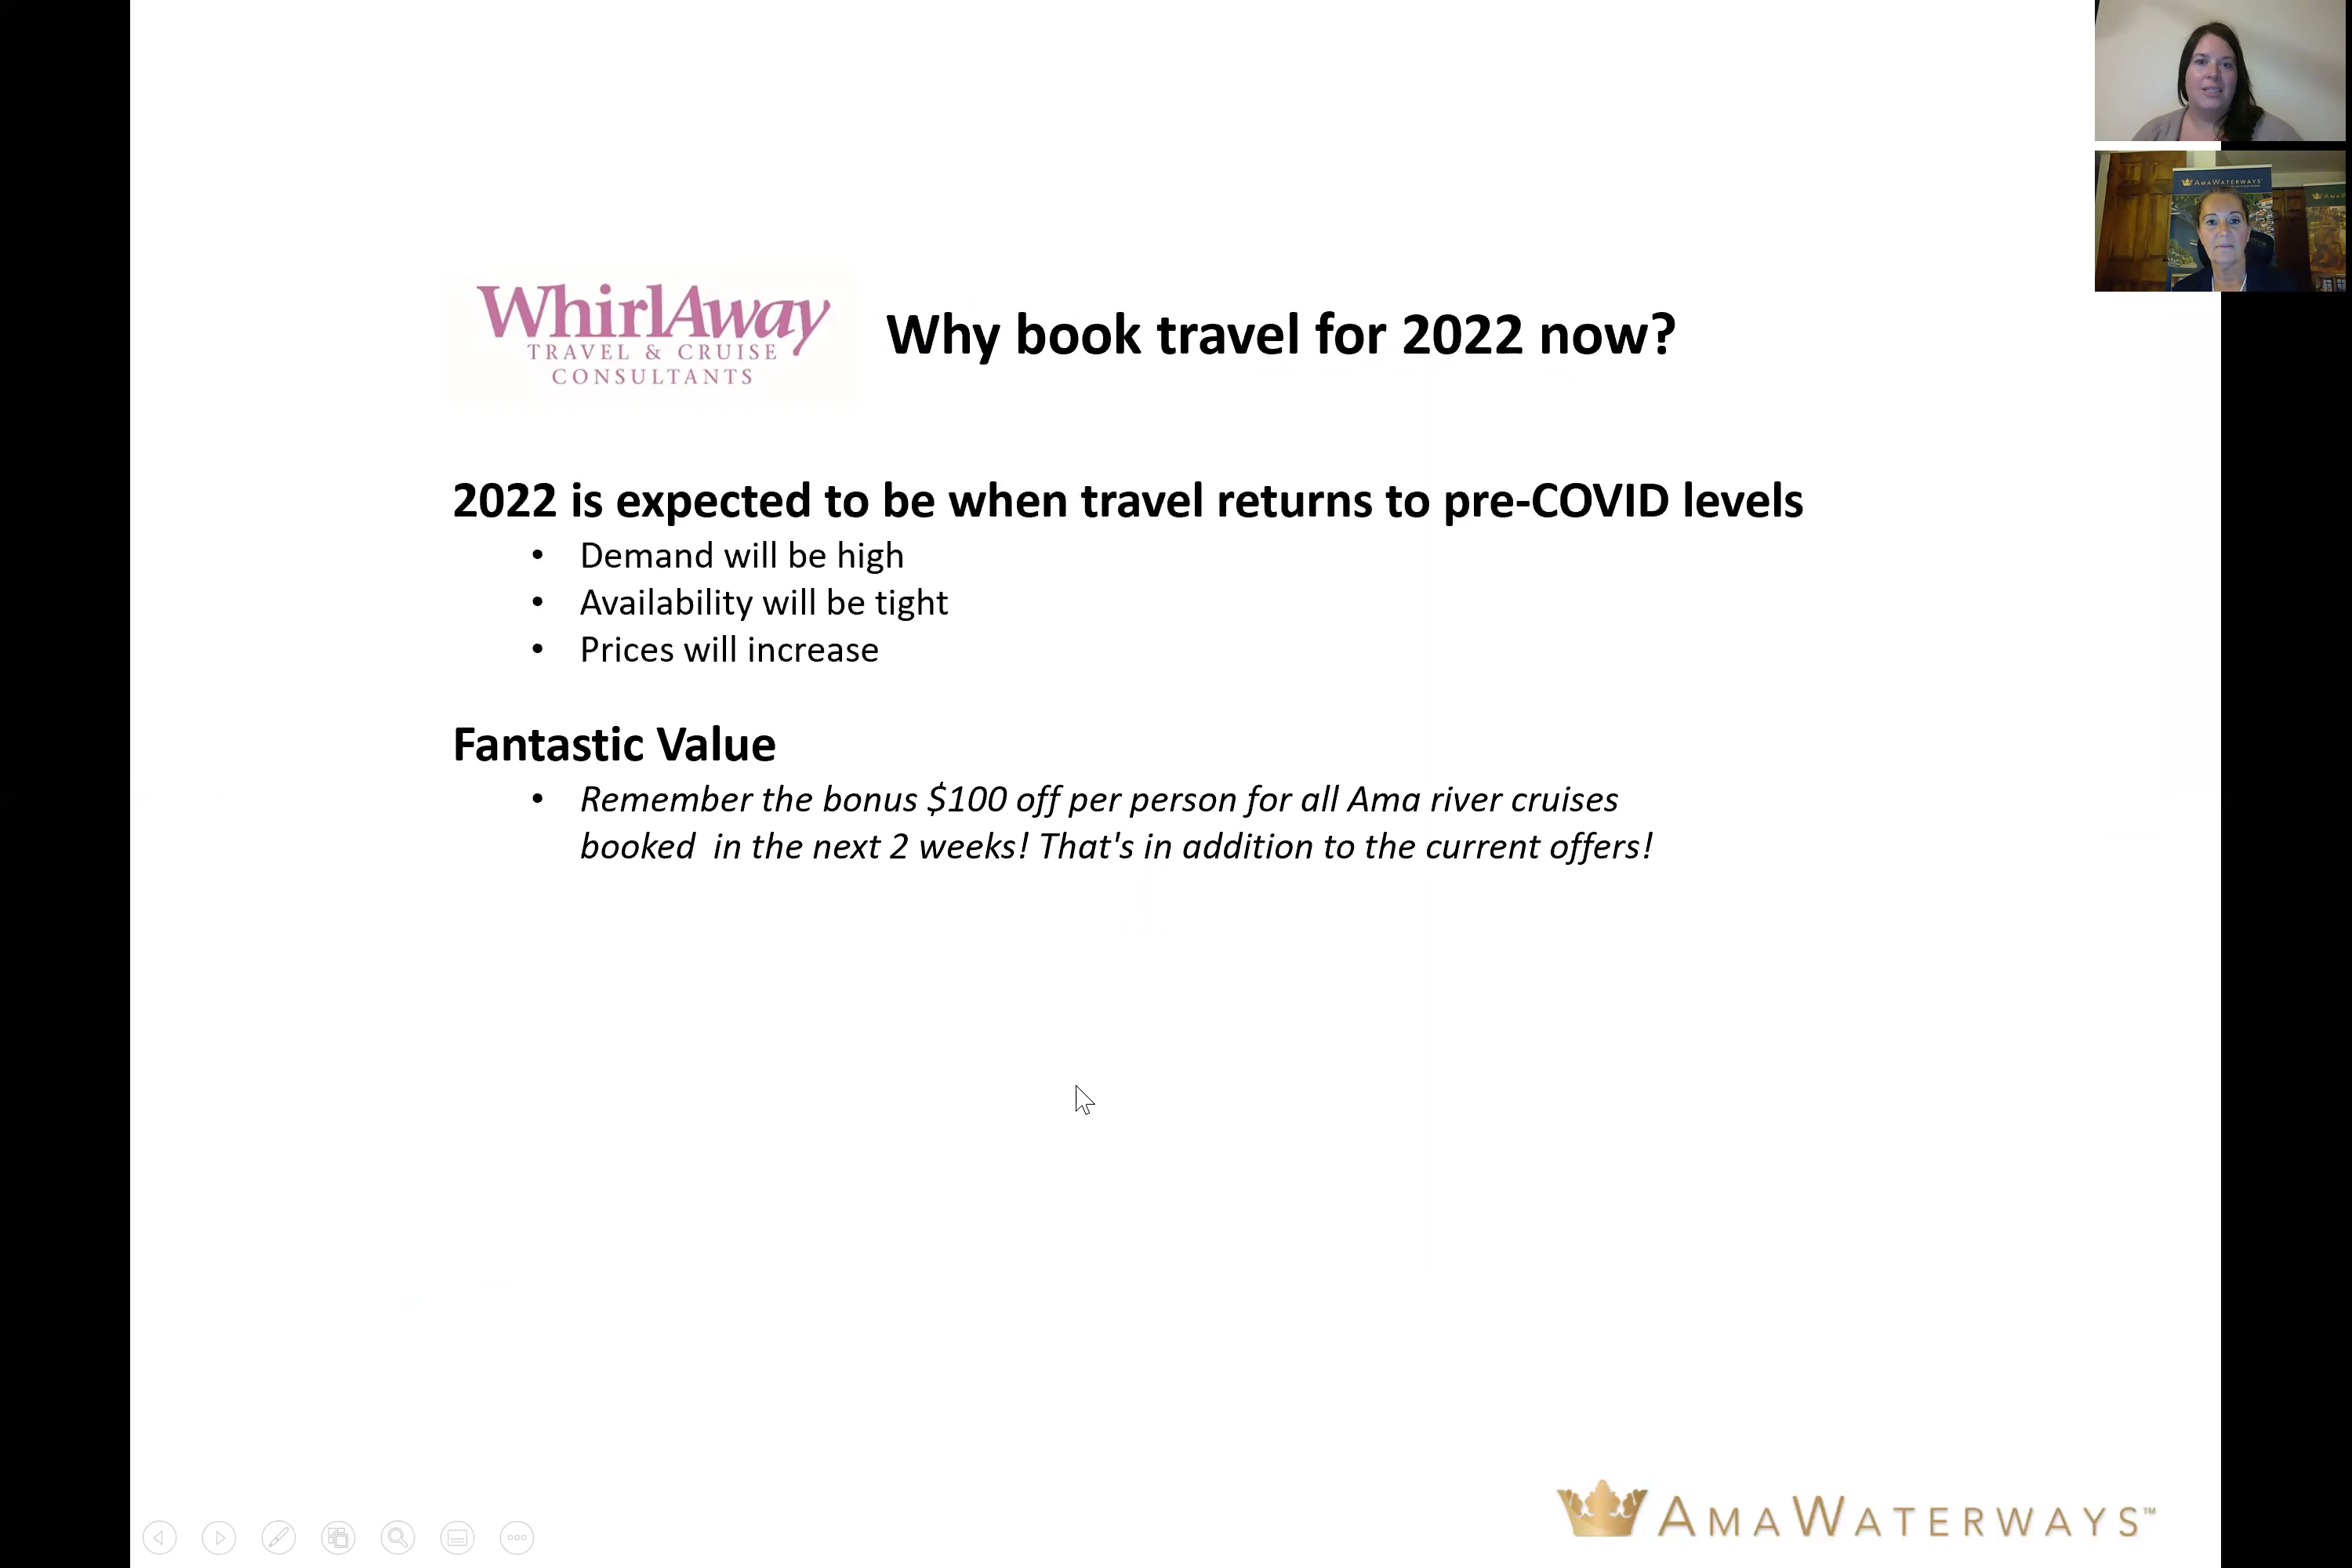 WhirlAway
TRAVEL & CRUISE
CONSULTANTS
Why book travel for 2022 now?
2022 is expected to be when travel returns to pre-COVID levels
• Demand will be high
• Availability will be tight
• Prices will increase
Fantastic Value
• Remember the bonus $100 off per person for all Ama river cruises
booked  in the next 2 weeks! That's in addition to the current offers!
AMAWATERWAYS™
AMAWATERWAYS